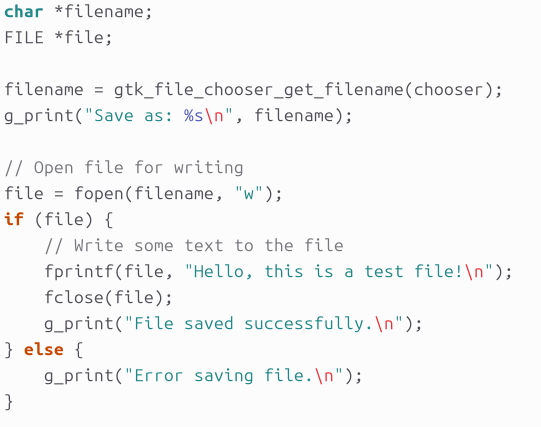 char *filename;
FILE *file;

filename = gtk_file_chooser_get_filename(chooser);
g_print("Save as: %s\n", filename);

// Open file for writing
file = fopen(filename, "w");
if (file) {
    // Write some text to the file
    fprintf(file, "Hello, this is a test file!\n");
    fclose(file);
    g_print("File saved successfully.\n");
} else {
    g_print("Error saving file.\n");
}